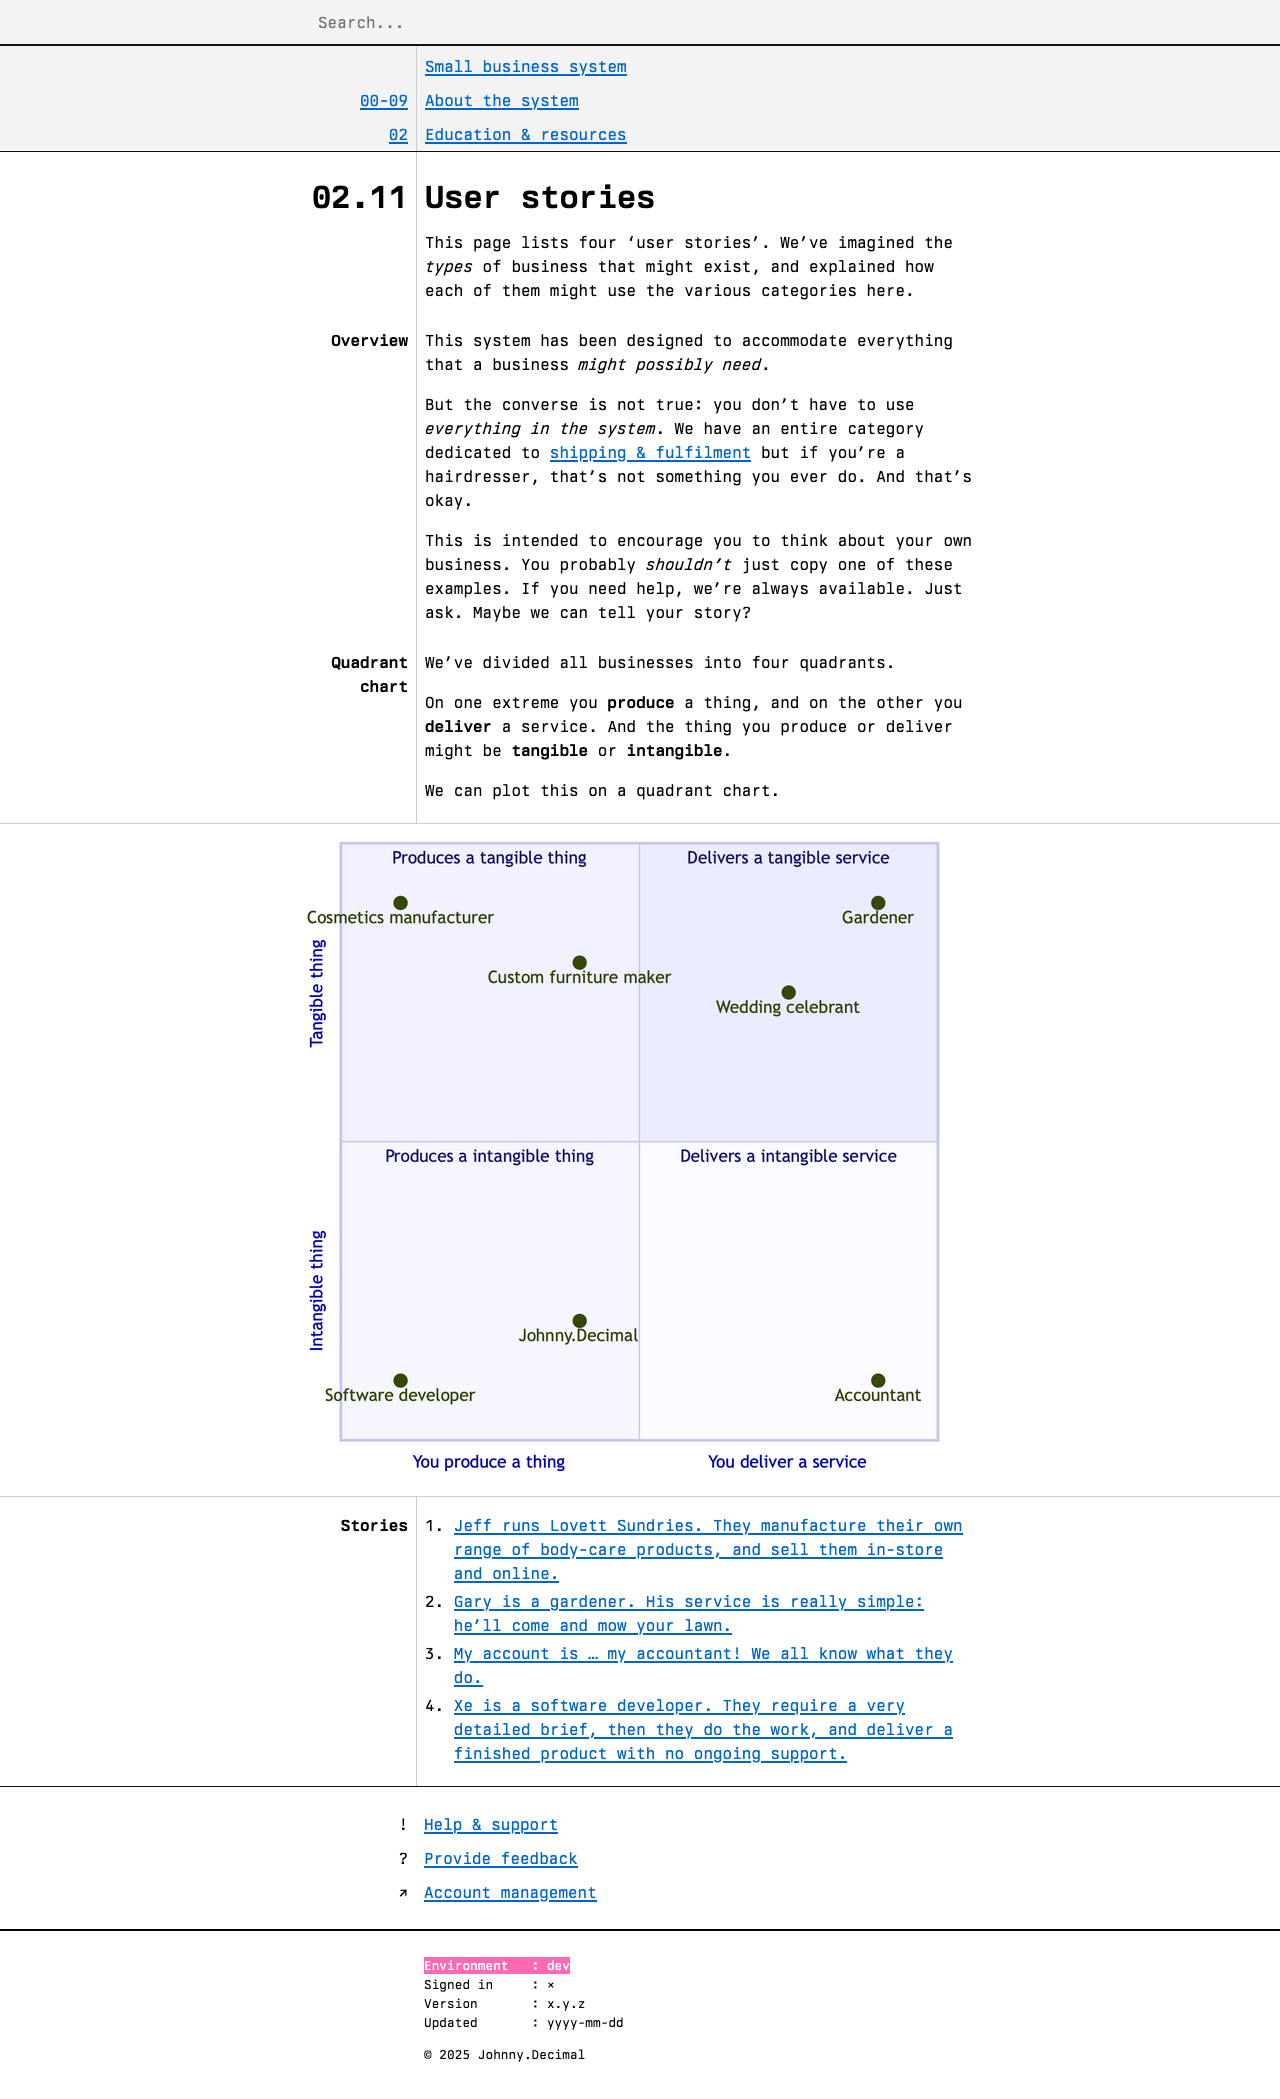 Search...
Small business system
00-09 About the system
02 Education & resources
02.11 User stories
This page lists four ‘user stories’. We’ve imagined the
types of business that might exist, and explained how
each of them might use the various categories here.
Overview This system has been designed to accommodate everything
that a business might possibly need.
But the converse is not true: you don’t have to use
everything in the system. We have an entire category
dedicated to shipping & fulfilment but if you’re a
hairdresser, that’s not something you ever do. And that’s
okay.
This is intended to encourage you to think about your own
business. You probably shouldn’t just copy one of these
examples. If you need help, we’re always available. Just
ask. Maybe we can tell your story?
Quadrant We’ve divided all businesses into four quadrants.
chart
On one extreme you produce a thing, and on the other you
deliver a service. And the thing you produce or deliver
might be tangible or intangible.
We can plot this on a quadrant chart.
Produces a tangible thing
Delivers a tangible service
Cosmetics manufacturer
Gardener
Tangible thing
Custom furniture maker
Wedding celebrant
Produces a intangible thing
Delivers a intangible service
Intangible thing
Johnny.Decimal
Software developer
Accountant
You produce a thing
You deliver a service
Stories 1. Jeff runs Lovett Sundries. They manufacture their own
range of body-care products, and sell them in-store
and online.
2. Gary is a gardener. His service is really simple:
he’ll come and mow your lawn.
3. My account is … my accountant! We all know what they
do.
4. Xe is a software developer. They require a very
detailed brief, then they do the work, and deliver a
finished product with no ongoing support.
! Help & support
? Provide feedback
↗ Account management
Environment : dev
Signed in : ×
Version : x.y.z
Updated : yyyy-mm-dd
© 2025 Johnny.Decimal